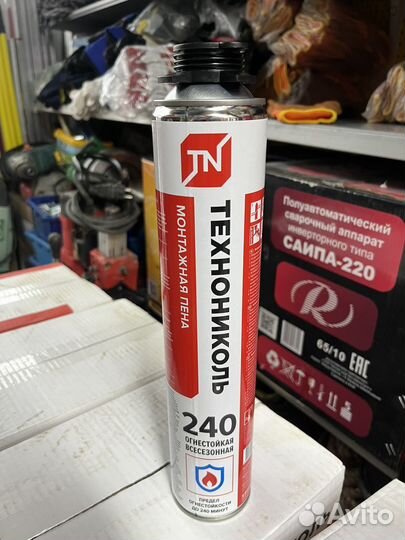 TN
ТЕХНОНИКОЛЬ
МОНТАЖНАЯ ПЕНА
240
ОГНЕСТОЙКАЯ
ВСЕСЕЗОННАЯ
ПРЕДЕЛ
ОГНЕСТОЙКОСТИ
ДО 240 МИНУТ
Полуавтоматический
сварочный аппарат
инверторного типа
САИПА-220
R
65/10 EAC
Avito